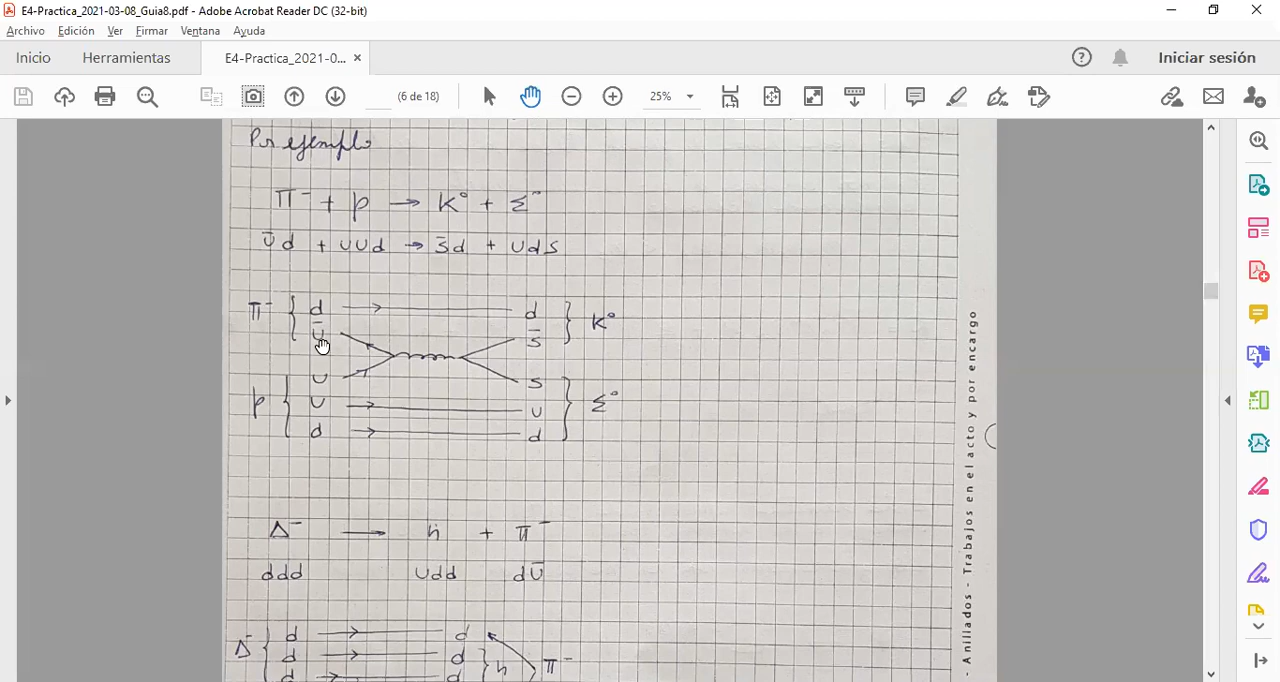 E4-Practica_2021-03-08_Guia8.pdf - Adobe Acrobat Reader DC (32-bit)
Archivo Edición Ver Firmar Ventana Ayuda
Inicio Herramientas E4-Practica_2021-0... × Iniciar sesión
(6 de 18) 25%
Por ejemplo
π⁻ + p → K⁰ + Σ⁰
ūd + uud → s̄d + uds
π⁻ { d d } K⁰
ū s̄
p { u s } Σ⁰
u u
d d
Δ⁻ → n + π⁻
ddd udd dū
Δ⁻ { d d
d d } n π⁻
d d
- Anillados - Trabajos en el acto y por encargo